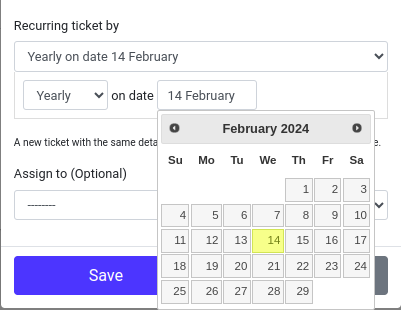 Recurring ticket by
Yearly on date 14 February
Yearly on date 14 February
February 2024
A new ticket with the same deta e.
Su Mo Tu We Th Fr Sa
Assign to (Optional)
1 2 3
--------
4 5 6 7 8 9 10
11 12 13 14 15 16 17
18 19 20 21 22 23 24
Save
25 26 27 28 29